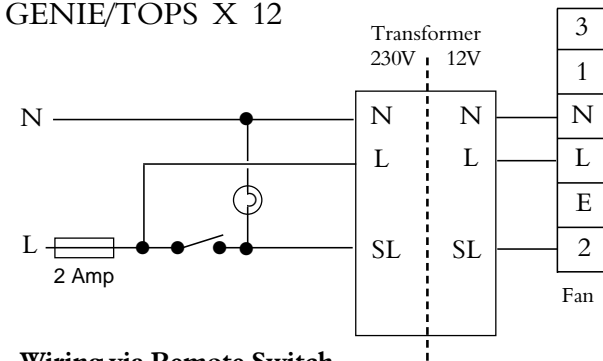 GENIE/TOPS X 12
Transformer
230V 12V
3
1
N N N N
L L L
E
L SL SL 2
2 Amp
Fan
Wiring via Remote Switch